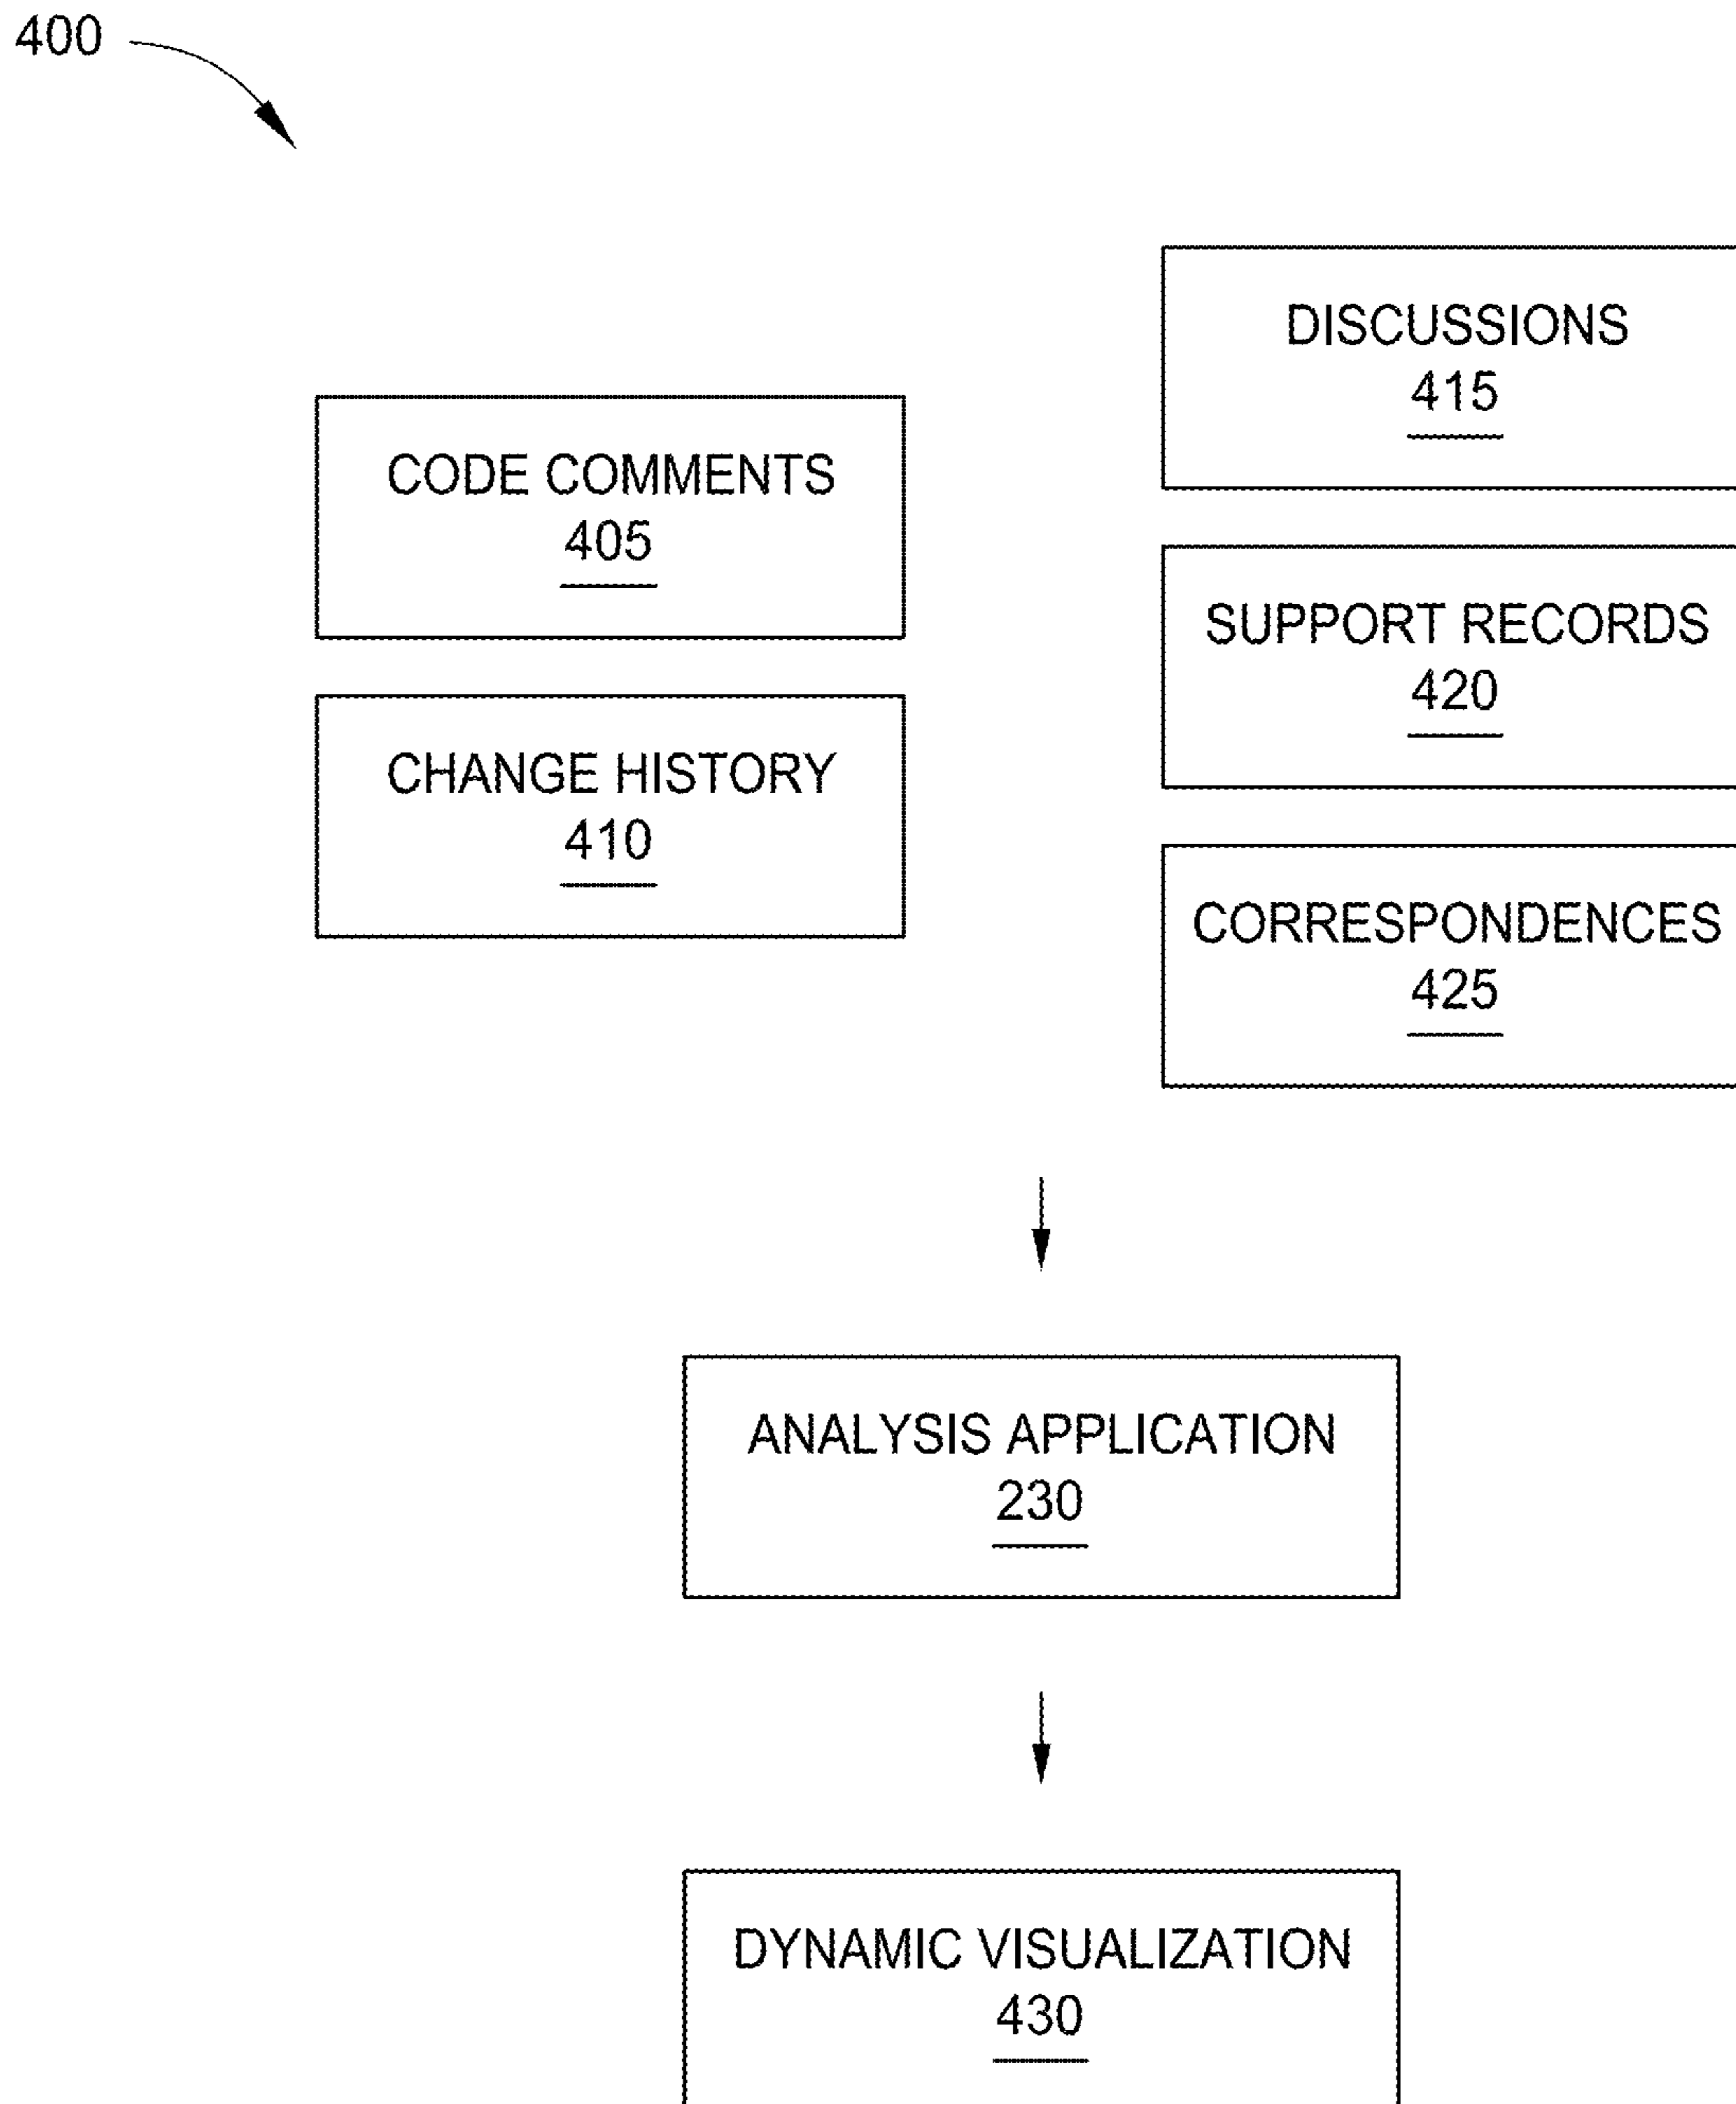 400
CODE COMMENTS
405
CHANGE HISTORY
410
DISCUSSIONS
415
SUPPORT RECORDS
420
CORRESPONDENCES
425
ANALYSIS APPLICATION
230
DYNAMIC VISUALIZATION
430